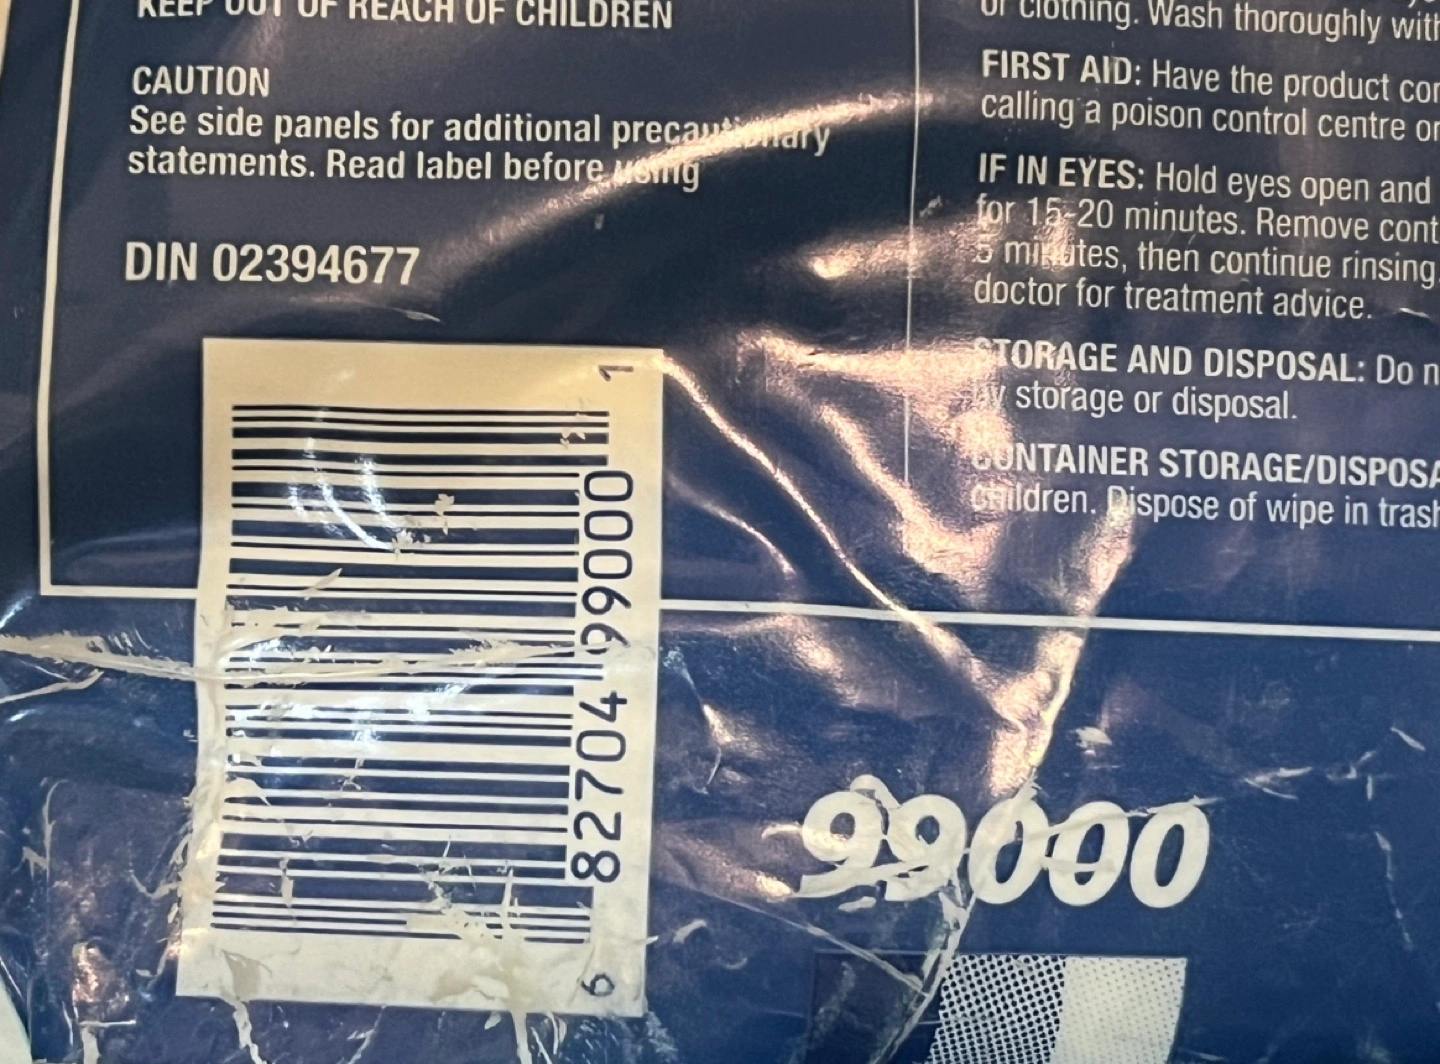 KEEP OUT OF REACH OF CHILDREN
CAUTION
See side panels for additional precautionary
statements. Read label before using
DIN 02394677
or clothing. Wash thoroughly with
FIRST AID: Have the product
calling a poison control centre or
IF IN EYES: Hold eyes open and
for 15-20 minutes. Remove
5 minutes, then continue rinsing.
doctor for treatment advice.
STORAGE AND DISPOSAL: Do
by storage or disposal.
CONTAINER STORAGE/
children. Dispose of wipe in trash
6 82704 99000 1
99000